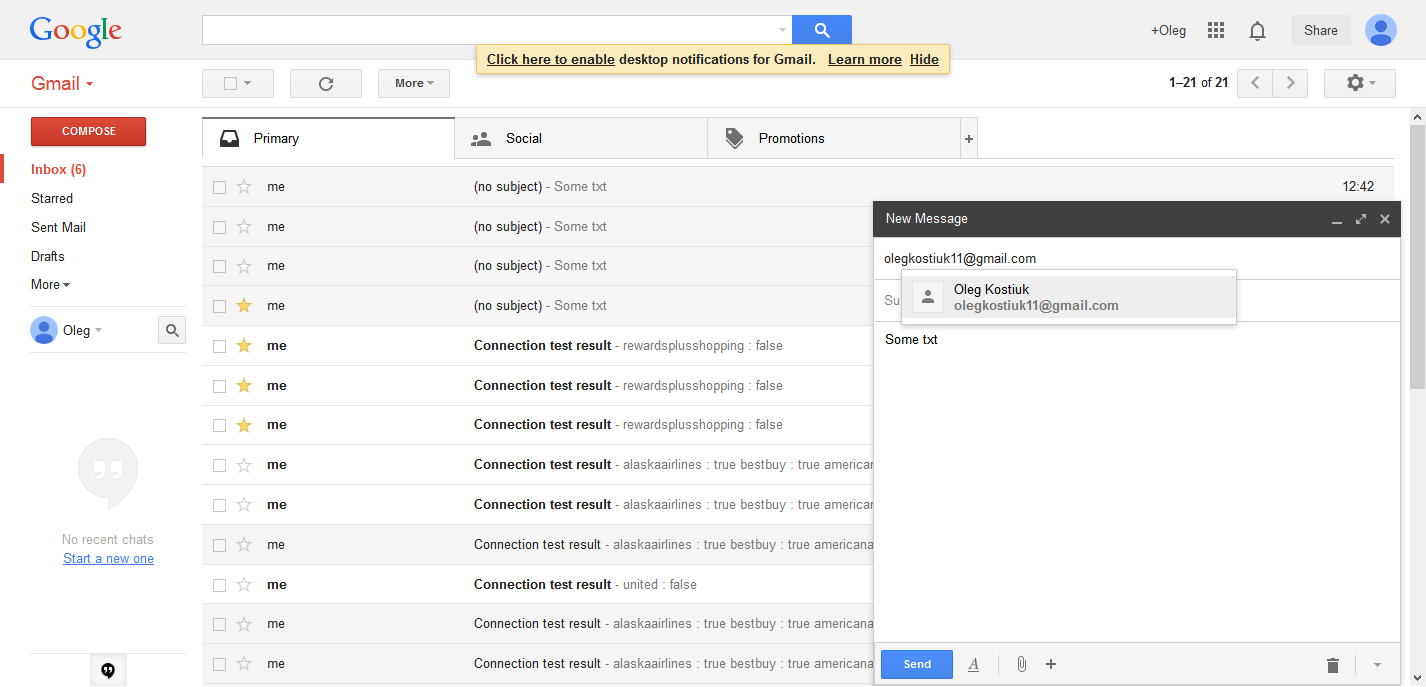 Google
+Oleg
Share
Click here to enable desktop notifications for Gmail. Learn more Hide
Gmail
More
1–21 of 21
COMPOSE
Inbox (6)
Starred
Sent Mail
Drafts
More
Oleg
No recent chats
Start a new one
Primary
Social
Promotions
+
me (no subject) - Some txt 12:42
me (no subject) - Some txt
me (no subject) - Some txt
me (no subject) - Some txt
me Connection test result - rewardsplusshopping : false
me Connection test result - rewardsplusshopping : false
me Connection test result - rewardsplusshopping : false
me Connection test result - alaskaairlines : true bestbuy : true americana
me Connection test result - alaskaairlines : true bestbuy : true americana
me Connection test result - alaskaairlines : true bestbuy : true americana
me Connection test result - united : false
me Connection test result - alaskaairlines : true bestbuy : true americana
me Connection test result - alaskaairlines : true bestbuy : true americana
New Message
olegkostiuk11@gmail.com
Su
Oleg Kostiuk
olegkostiuk11@gmail.com
Some txt
Send
A